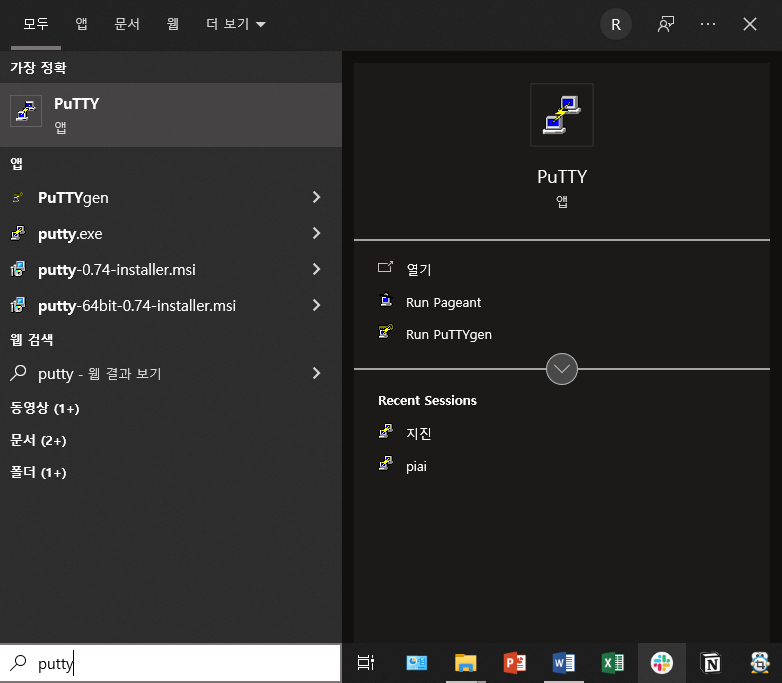 모두 앱 문서 웹 더 보기 R
가장 정확
PuTTY
앱
앱
PuTTYgen
putty.exe
putty-0.74-installer.msi
putty-64bit-0.74-installer.msi
웹 검색
putty - 웹 결과 보기
동영상 (1+)
문서 (2+)
폴더 (1+)
putty
PuTTY
앱
열기
Run Pageant
Run PuTTYgen
Recent Sessions
지진
piai
P W X N